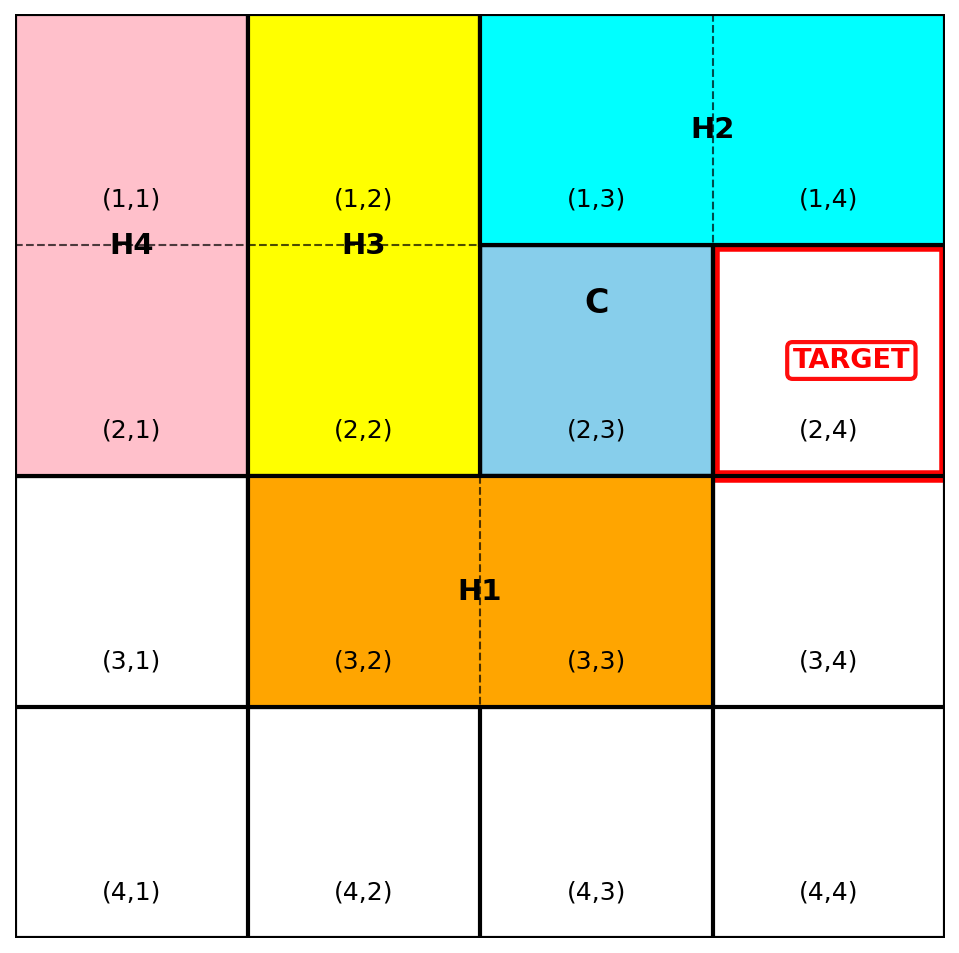 H2
(1,1) (1,2) (1,3) (1,4)
H4 H3
C
TARGET
(2,1) (2,2) (2,3) (2,4)
H1
(3,1) (3,2) (3,3) (3,4)
(4,1) (4,2) (4,3) (4,4)